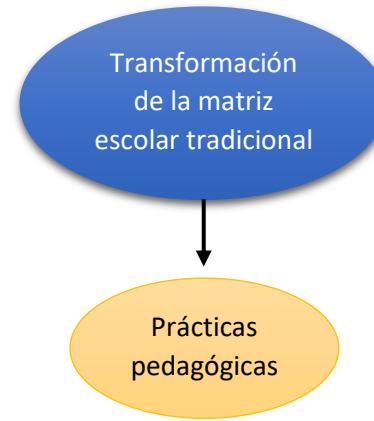 Transformación
de la matriz
escolar tradicional
Prácticas
pedagógicas